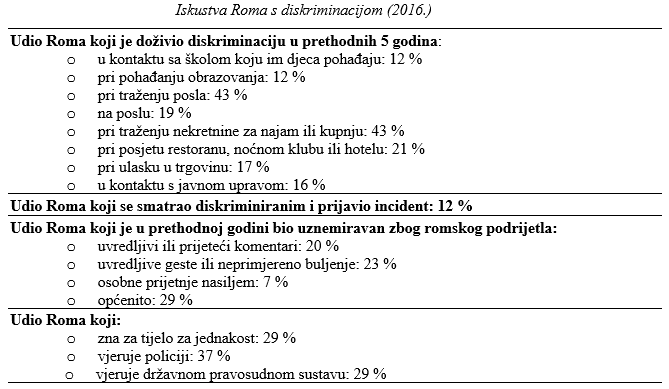 Iskustva Roma s diskriminacijom (2016.)
Udio Roma koji je doživio diskriminaciju u prethodnih 5 godina:
o u kontaktu sa školom koju im djeca pohađaju: 12 %
o pri pohađanju obrazovanja: 12 %
o pri traženju posla: 43 %
o na poslu: 19 %
o pri traženju nekretnine za najam ili kupnju: 43 %
o pri posjetu restoranu, noćnom klubu ili hotelu: 21 %
o pri ulasku u trgovinu: 17 %
o u kontaktu s javnom upravom: 16 %
Udio Roma koji se smatrao diskriminiranim i prijavio incident: 12 %
Udio Roma koji je u prethodnoj godini bio uznemiravan zbog romskog podrijetla:
o uvredljivi ili prijeteći komentari: 20 %
o uvredljive geste ili neprimjereno buljenje: 23 %
o osobne prijetnje nasiljem: 7 %
o općenito: 29 %
Udio Roma koji:
o zna za tijelo za jednakost: 29 %
o vjeruje policiji: 37 %
o vjeruje državnom pravosudnom sustavu: 29 %